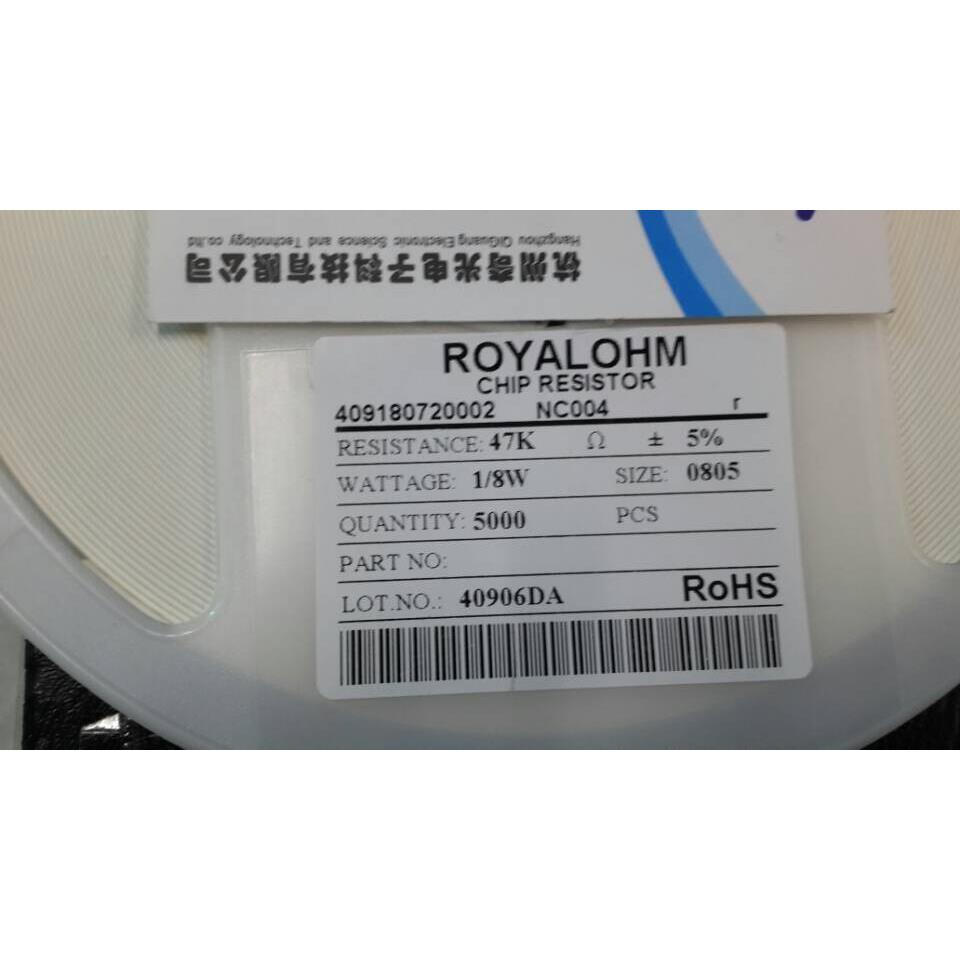 Hangzhou QiGuang Electronic Science and Technology co.,ltd
杭州奇光电子科技有限公司
ROYALOHM
CHIP RESISTOR
409180720002 NC004 r
RESISTANCE: 47K Ω ± 5%
WATTAGE: 1/8W SIZE: 0805
QUANTITY: 5000 PCS
PART NO:
LOT.NO.: 40906DA RoHS